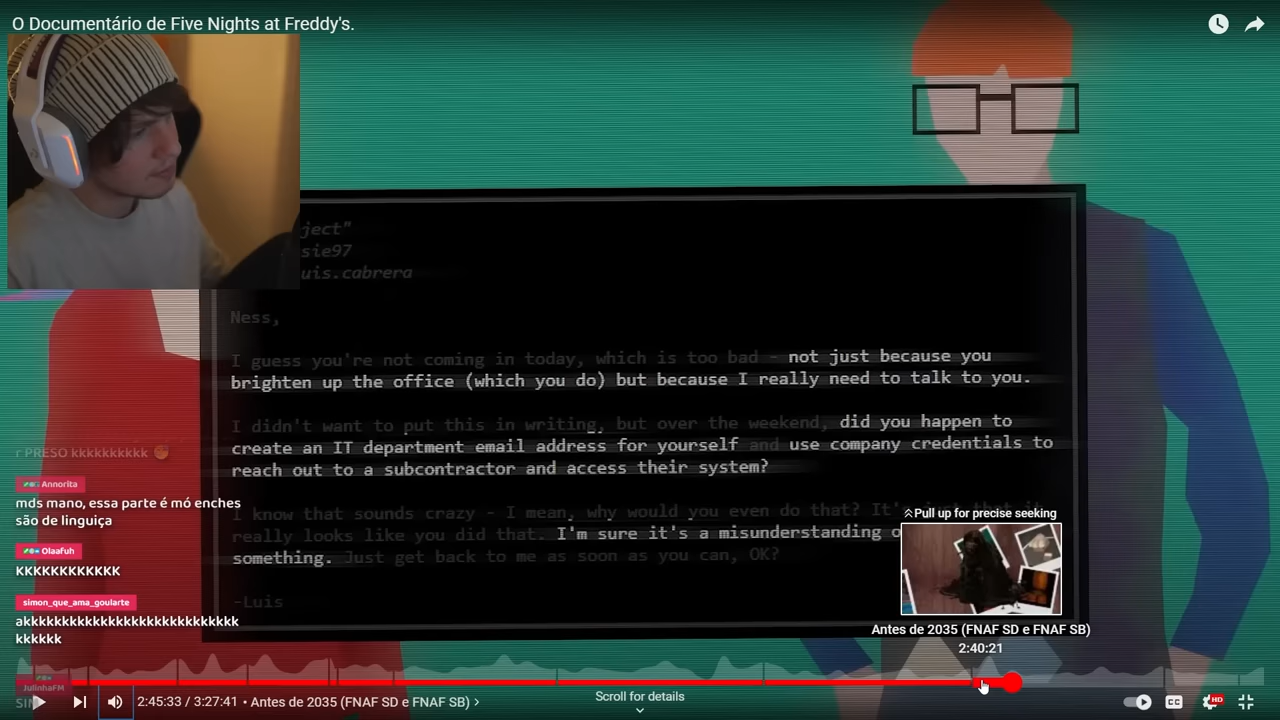 O Documentário de Five Nights at Freddy's.
ject"
sie97
uis.cabrera
Ness,
I guess you're not coming in today, which is too bad - not just because you
brighten up the office (which you do) but because I really need to talk to you.
I didn't want to put this in writing, but over the weekend, did you happen to
create an IT department email address for yourself and use company credentials to
reach out to a subcontractor and access their system?
I know that sounds crazy - I mean, why would you even do that? It's
really looks like you did that. I'm sure it's a misunderstanding
something. Just get back to me as soon as you can, OK?
-Luis
r PRESO kkkkkkkkkk
Annorita
mds mano, essa parte é mó enches
são de linguiça
Olaafuh
KKKKKKKKKKKK
simon_que_ama_goularte
akkkkkkkkkkkkkkkkkkkkkkkkkk
kkkkkk
JulinhaFM
Pull up for precise seeking
Antes de 2035 (FNAF SD e FNAF SB)
2:40:21
2:45:33 / 3:27:41 • Antes de 2035 (FNAF SD e FNAF SB)
Scroll for details
CC
HD